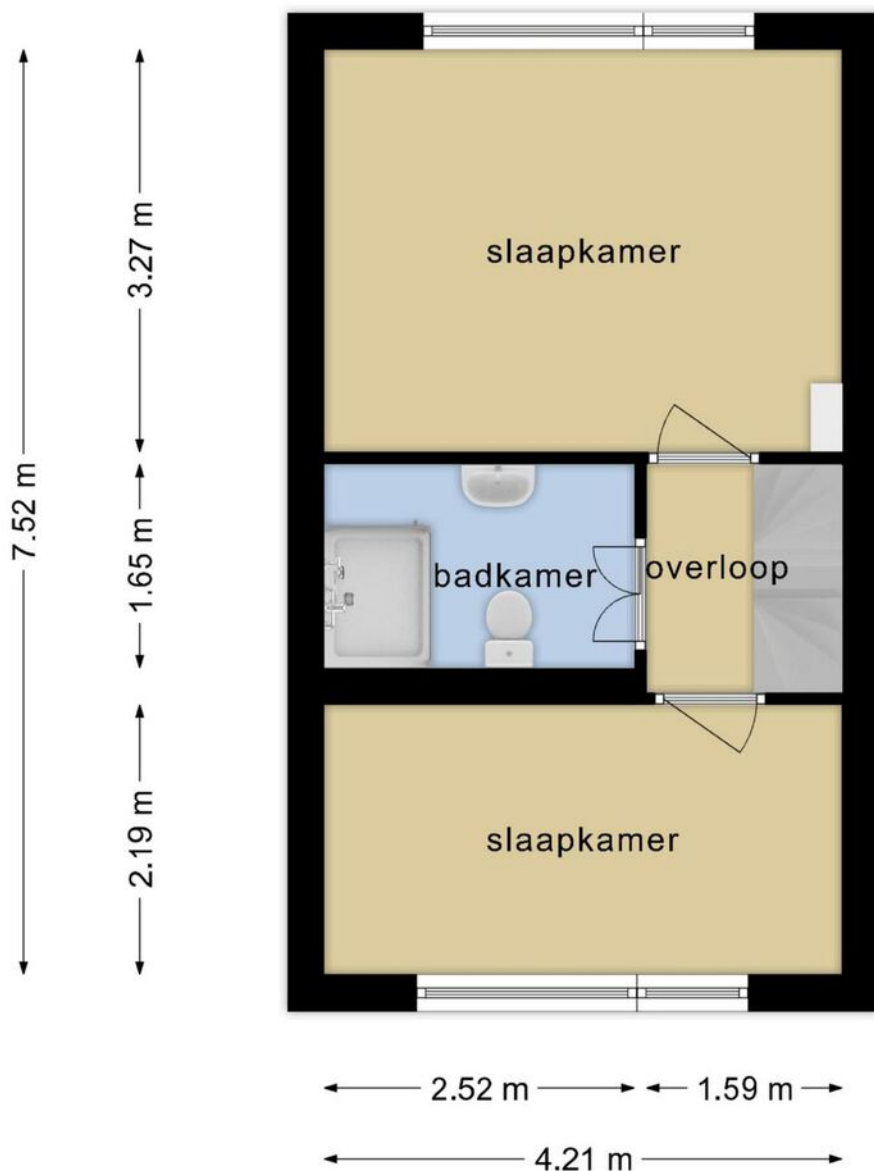 3.27 m
slaapkamer
7.52 m
1.65 m
badkamer
overloop
2.19 m
slaapkamer
2.52 m
1.59 m
4.21 m